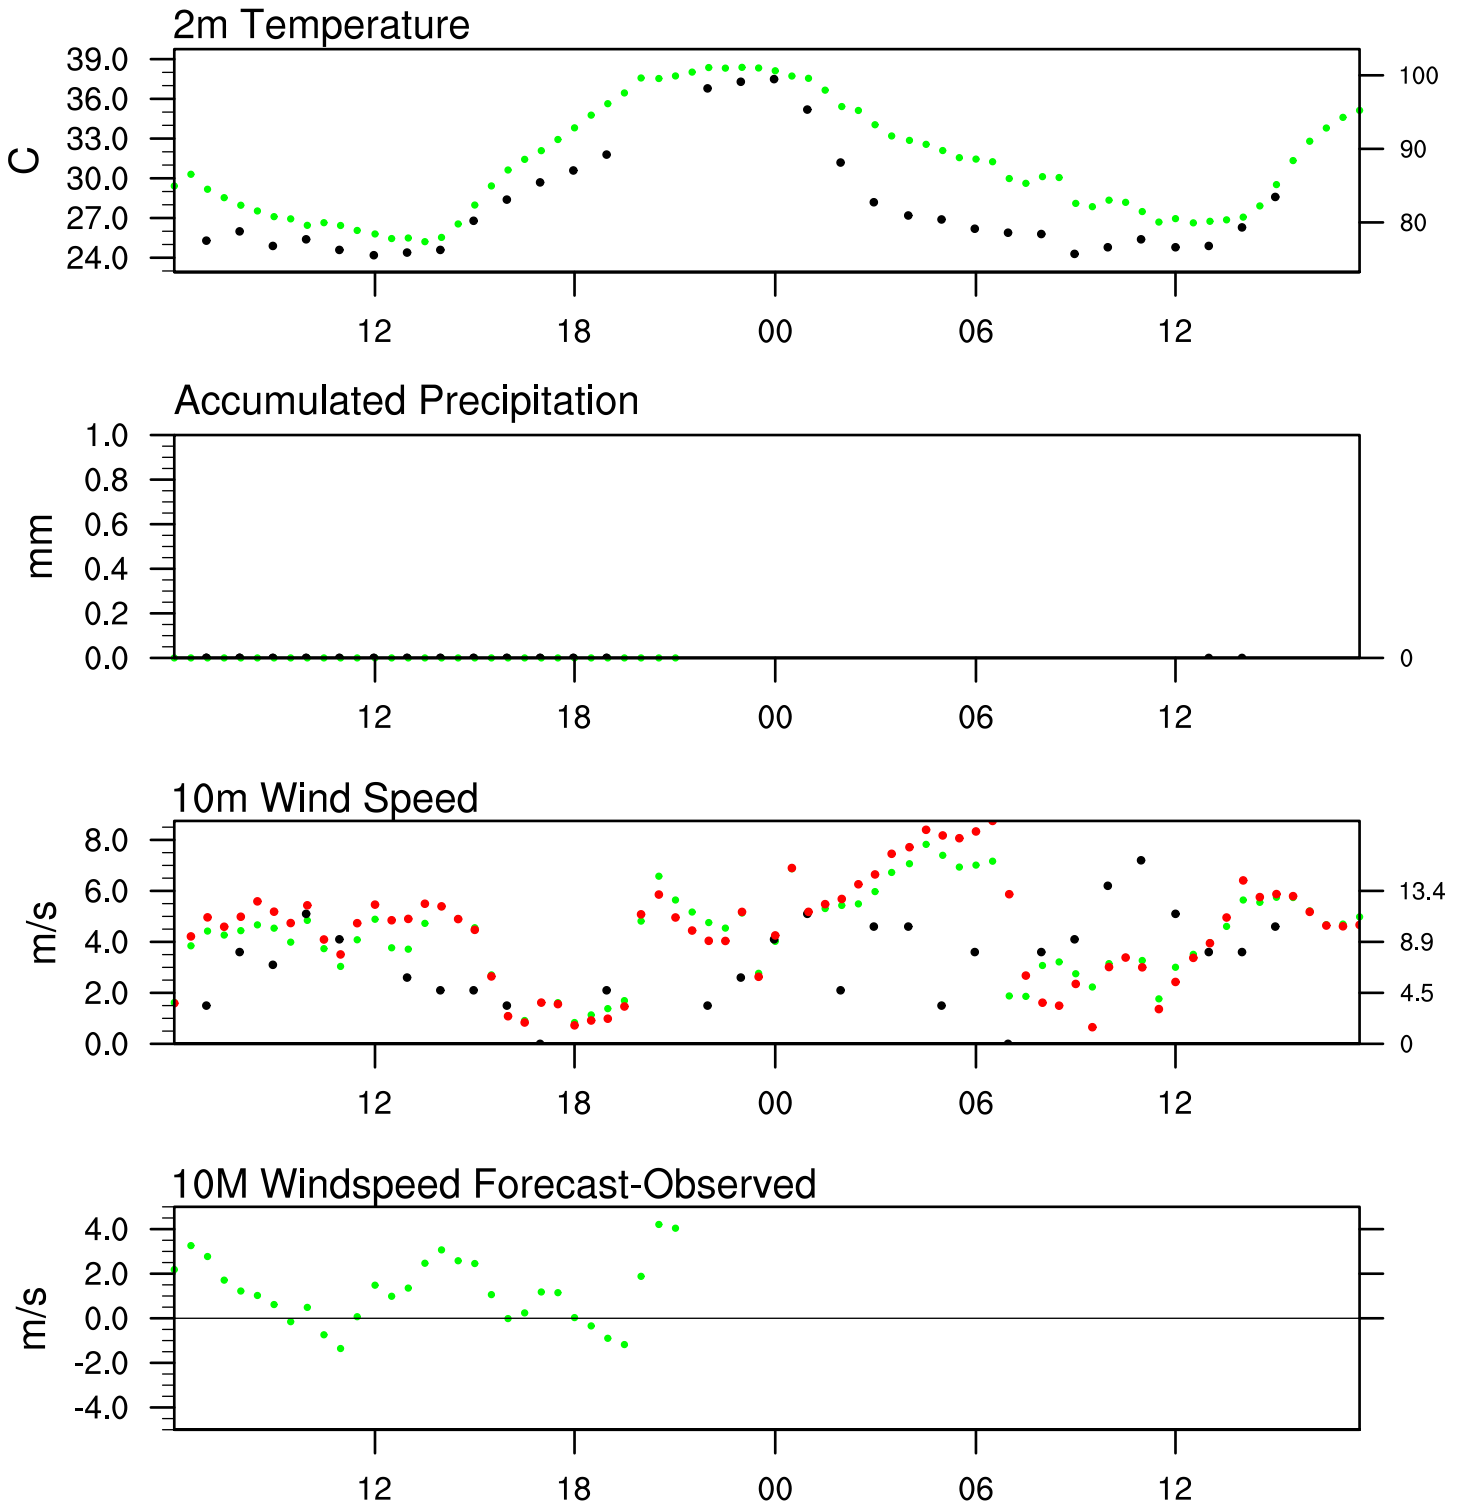 2m Temperature
39.0
36.0
33.0
30.0
27.0
24.0
C
100
90
80
12 18 00 06 12
Accumulated Precipitation
1.0
0.8
0.6
0.4
0.2
0.0
mm
0
12 18 00 06 12
10m Wind Speed
8.0
6.0
4.0
2.0
0.0
m/s
13.4
8.9
4.5
0
12 18 00 06 12
10M Windspeed Forecast-Observed
4.0
2.0
0.0
-2.0
-4.0
m/s
12 18 00 06 12